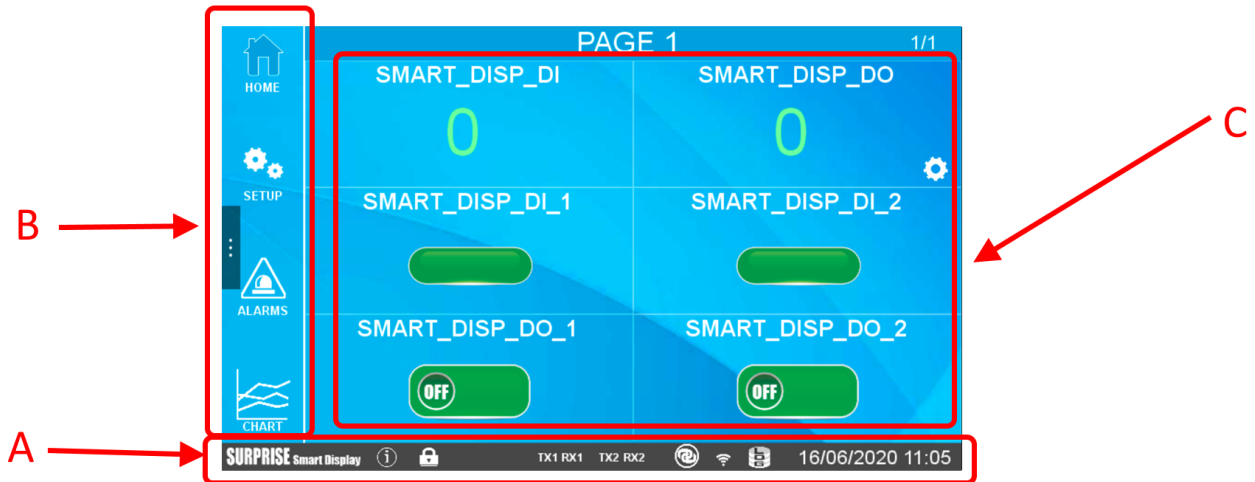 PAGE 1 1/1
HOME
SMART_DISP_DI SMART_DISP_DO
0 0
C
SETUP
SMART_DISP_DI_1 SMART_DISP_DI_2
B
ALARMS
SMART_DISP_DO_1 SMART_DISP_DO_2
OFF OFF
CHART
A
SURPRISE Smart Display TX1 RX1 TX2 RX2 16/06/2020 11:05